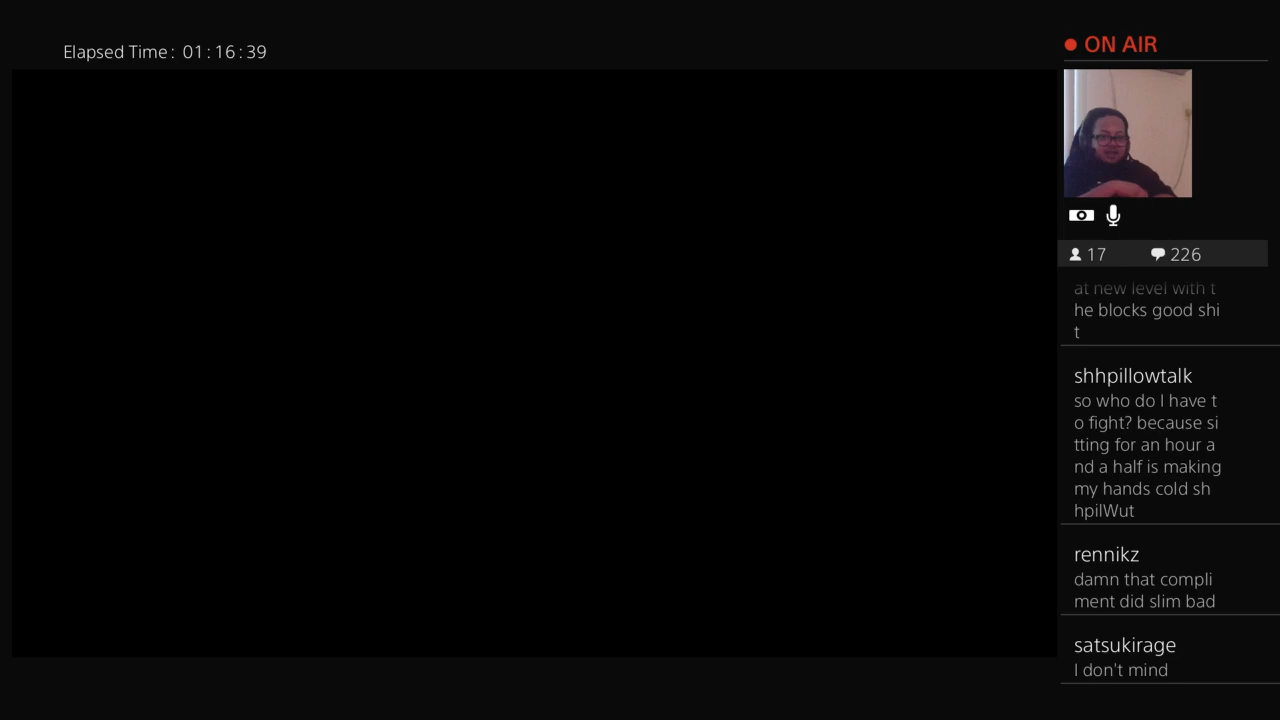 Elapsed Time: 01:16:39
ON AIR
17 226
at new level with t
he blocks good shi
t
shhpillowtalk
so who do I have t
o fight? because si
tting for an hour a
nd a half is making
my hands cold sh
hpilWut
rennikz
damn that compli
ment did slim bad
satsukirage
I don't mind